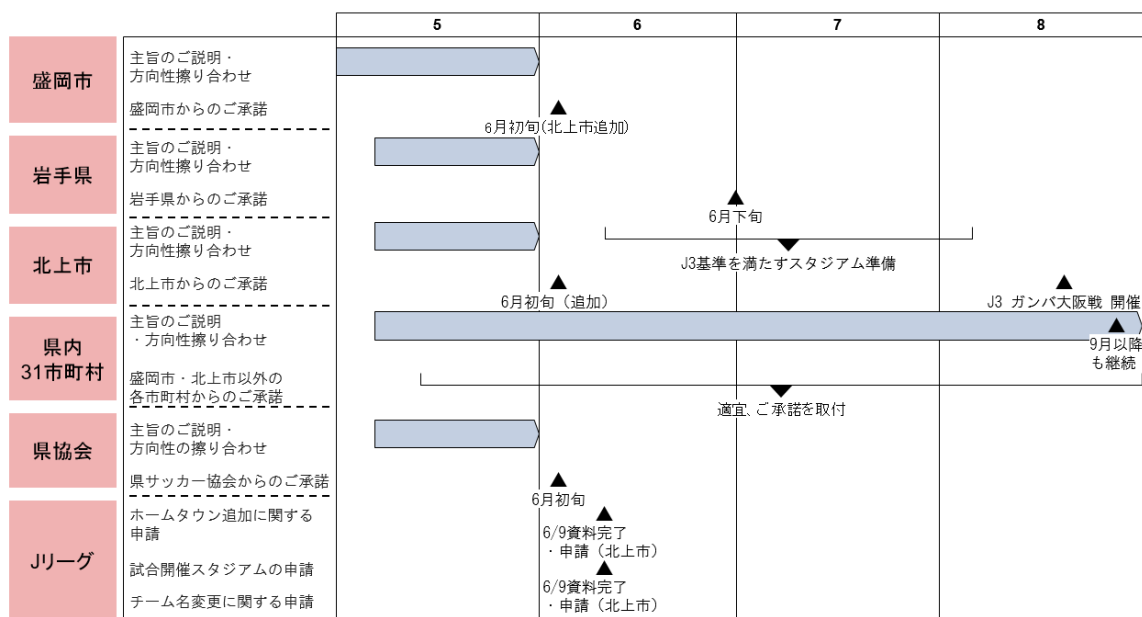 5 6 7 8
盛岡市
主旨のご説明・
方向性擦り合わせ
盛岡市からのご承諾
6月初旬(北上市追加)
岩手県
主旨のご説明・
方向性擦り合わせ
岩手県からのご承諾
6月下旬
北上市
主旨のご説明・
方向性擦り合わせ
J3基準を満たすスタジアム準備
北上市からのご承諾
6月初旬（追加）
J3 ガンバ大阪戦 開催
県内
31市町村
主旨のご説明
・方向性擦り合わせ
9月以降
も継続
盛岡市・北上市以外の
各市町村からのご承諾
適宜、ご承諾を取付
県協会
主旨のご説明・
方向性の擦り合わせ
県サッカー協会からのご承諾
6月初旬
Jリーグ
ホームタウン追加に関する
申請
6/9資料完了
・申請（北上市）
試合開催スタジアムの申請
6/9資料完了
・申請（北上市）
チーム名変更に関する申請